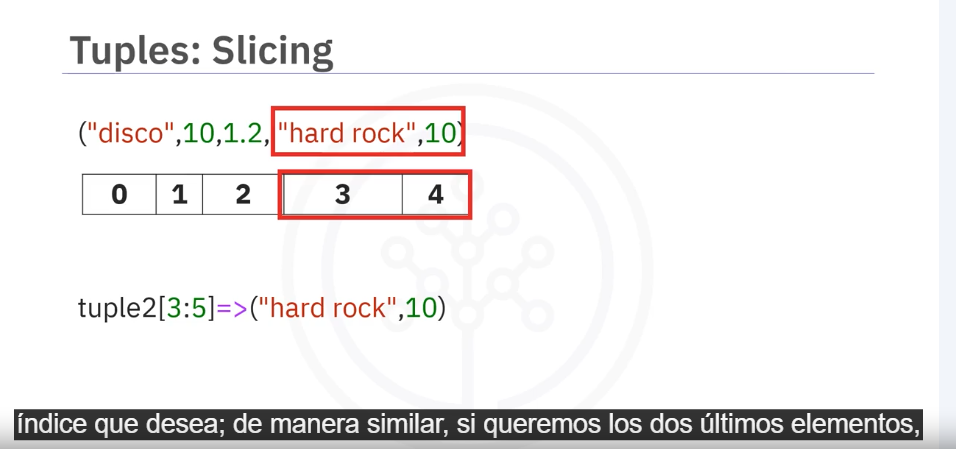 Tuples: Slicing
("disco",10,1.2,"hard rock",10)
0 1 2 3 4
tuple2[3:5]=>("hard rock",10)
índice que desea; de manera similar, si queremos los dos últimos elementos,